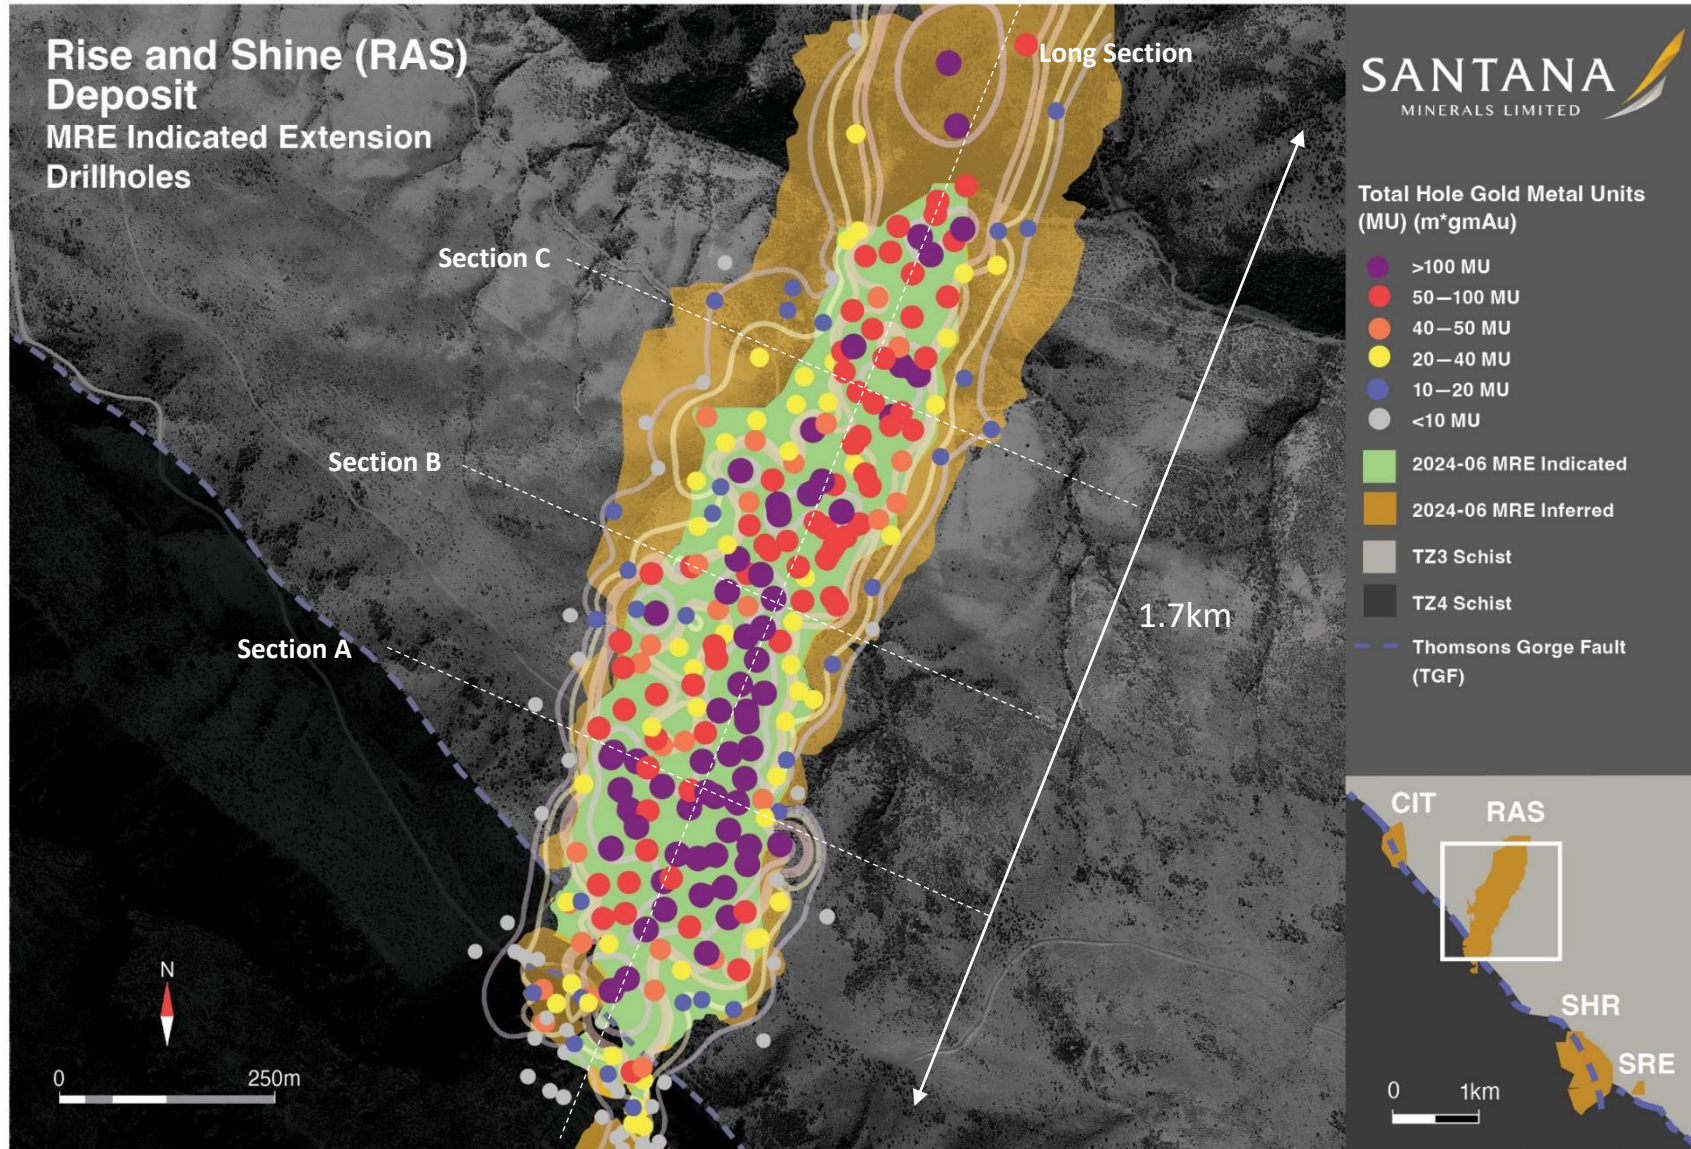 Rise and Shine (RAS)
Deposit
MRE Indicated Extension
Drillholes
Long Section
Section C
Section B
Section A
1.7km
N
0 250m
SANTANA
MINERALS LIMITED
Total Hole Gold Metal Units
(MU) (m*gmAu)
>100 MU
50—100 MU
40—50 MU
20—40 MU
10—20 MU
<10 MU
2024-06 MRE Indicated
2024-06 MRE Inferred
TZ3 Schist
TZ4 Schist
Thomsons Gorge Fault
(TGF)
CIT
RAS
SHR
SRE
0 1km